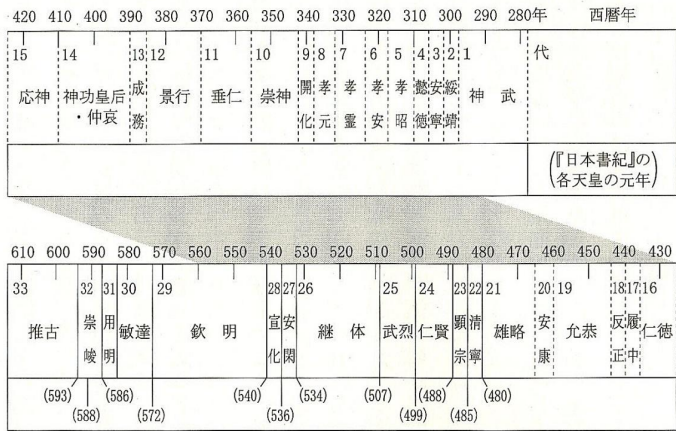 420 410 400 390 380 370 360 350 340 330 320 310 300 290 280年 西暦年
15 14 13 12 11 10 9 8 7 6 5 4 3 2 1 代
応神 神功皇后・仲哀 成務 景行 垂仁 崇神 開化 孝元 孝霊 孝安 孝昭 懿徳 安寧 綏靖 神武
(『日本書紀』の
各天皇の元年)
610 600 590 580 570 560 550 540 530 520 510 500 490 480 470 460 450 440 430
33 32 31 30 29 28 27 26 25 24 23 22 21 20 19 18 17 16
推古 崇峻 用明 敏達 欽明 宣化 安閑 継体 武烈 仁賢 顕宗 清寧 雄略 安康 允恭 反正 履中 仁徳
(593) (586) (540) (534) (507) (488) (480)
(588) (572) (536) (499) (485)